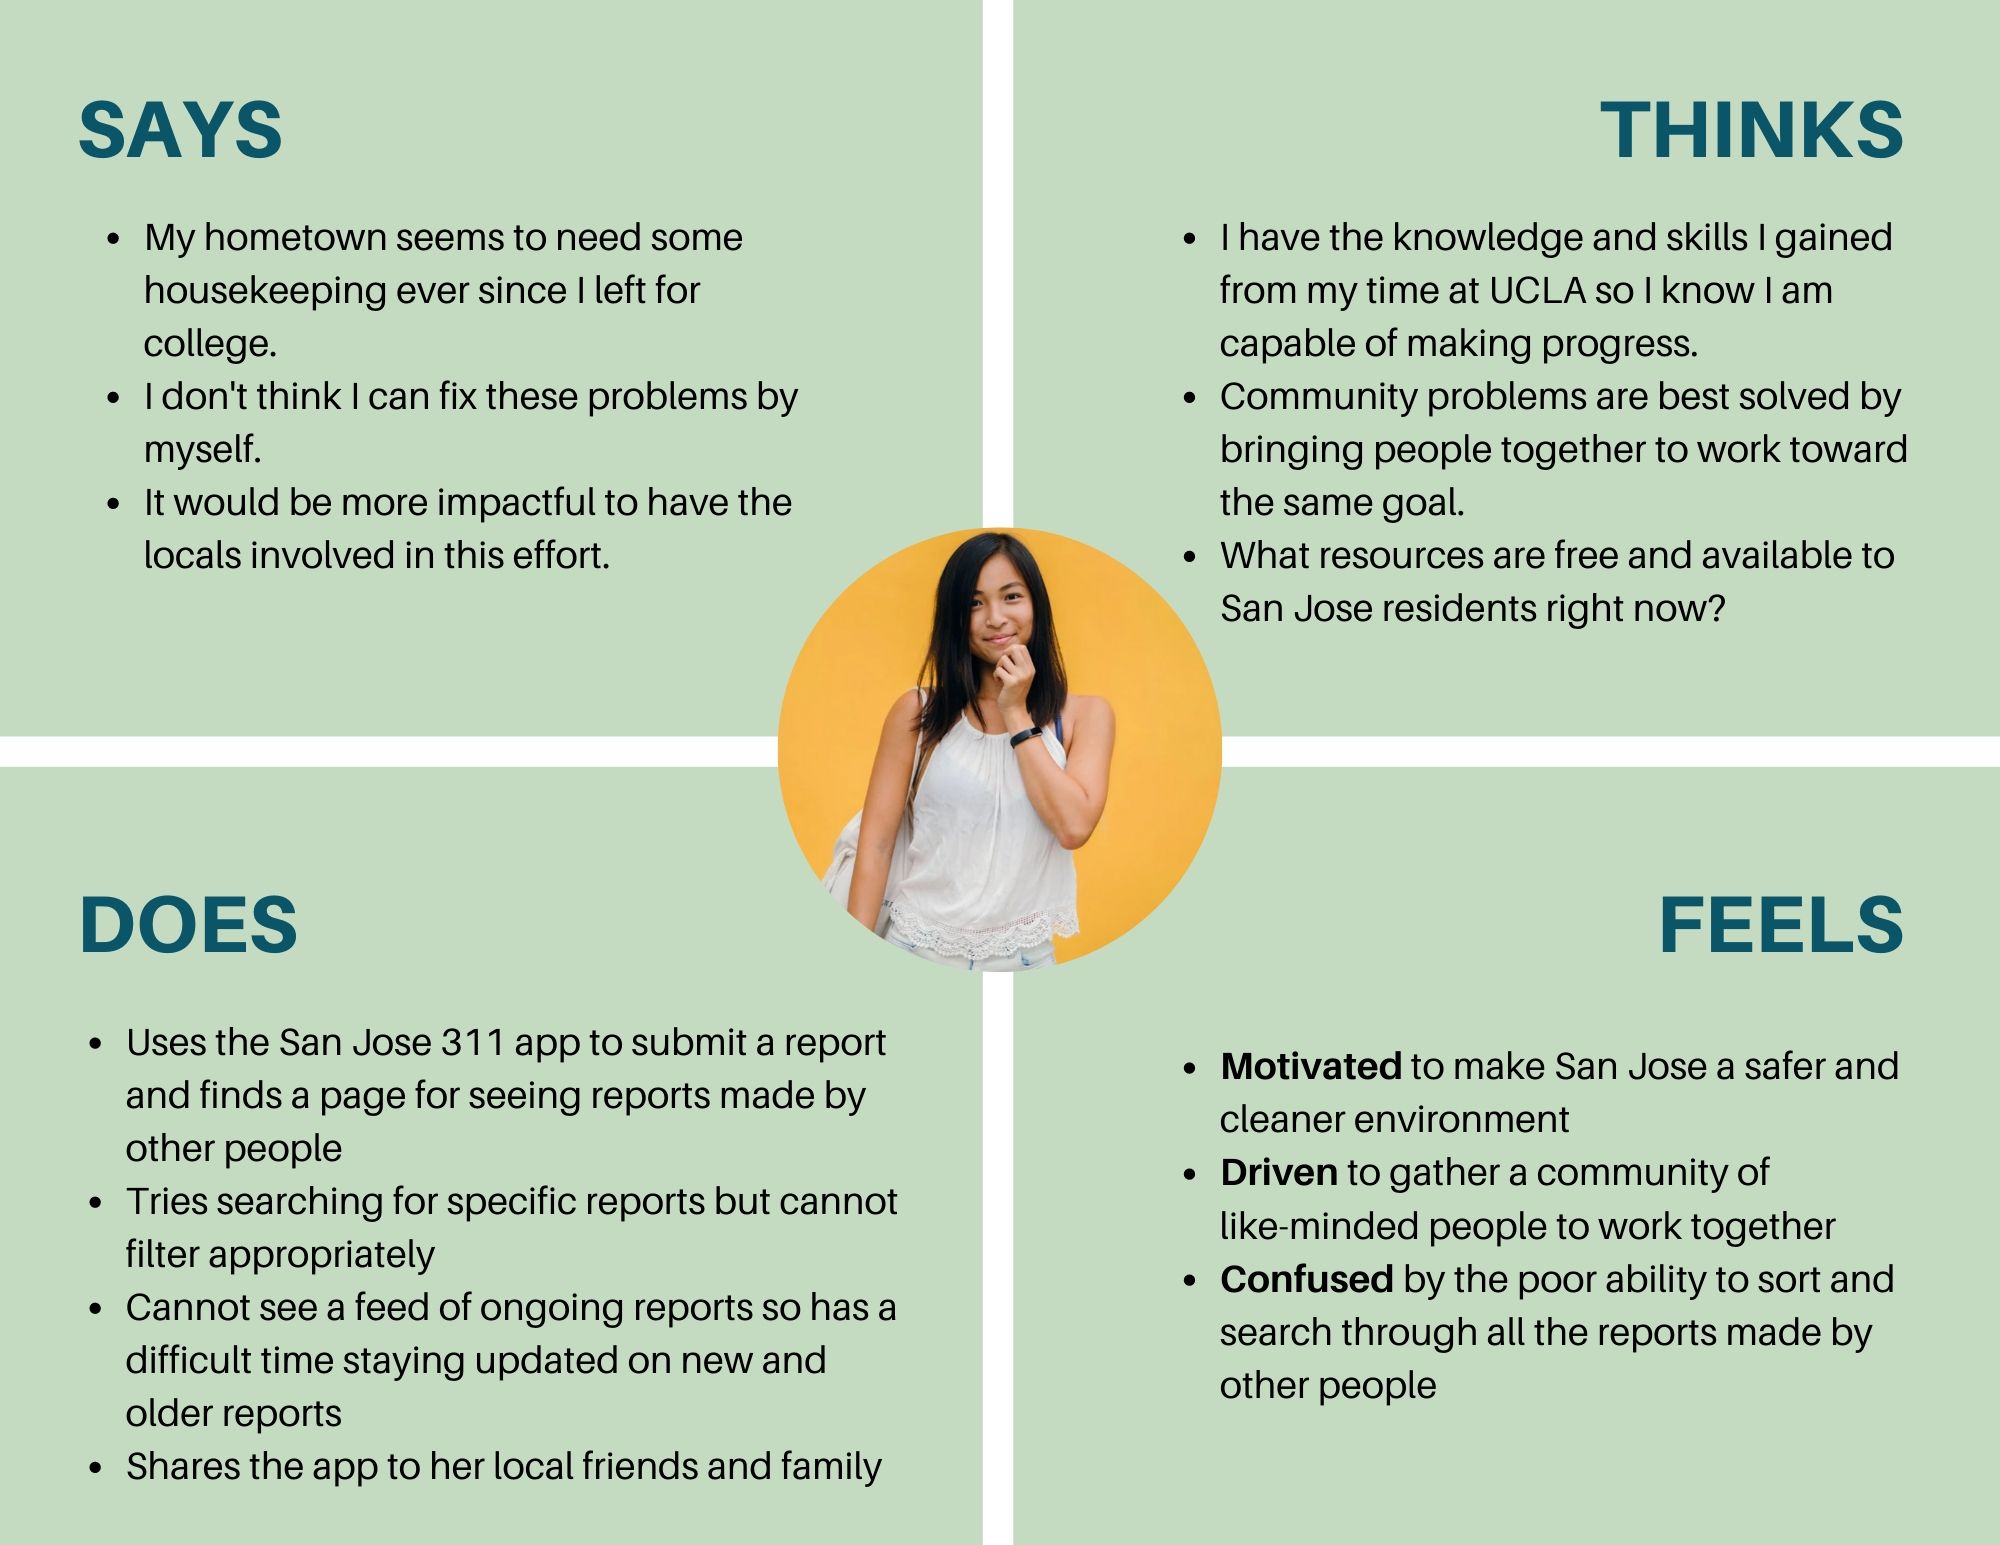 SAYS
• My hometown seems to need some
housekeeping ever since I left for
college.
• I don't think I can fix these problems by
myself.
• It would be more impactful to have the
locals involved in this effort.
THINKS
• I have the knowledge and skills I gained
from my time at UCLA so I know I am
capable of making progress.
• Community problems are best solved by
bringing people together to work toward
the same goal.
• What resources are free and available to
San Jose residents right now?
DOES
• Uses the San Jose 311 app to submit a report
and finds a page for seeing reports made by
other people
• Tries searching for specific reports but cannot
filter appropriately
• Cannot see a feed of ongoing reports so has a
difficult time staying updated on new and
older reports
• Shares the app to her local friends and family
FEELS
• Motivated to make San Jose a safer and
cleaner environment
• Driven to gather a community of
like-minded people to work together
• Confused by the poor ability to sort and
search through all the reports made by
other people